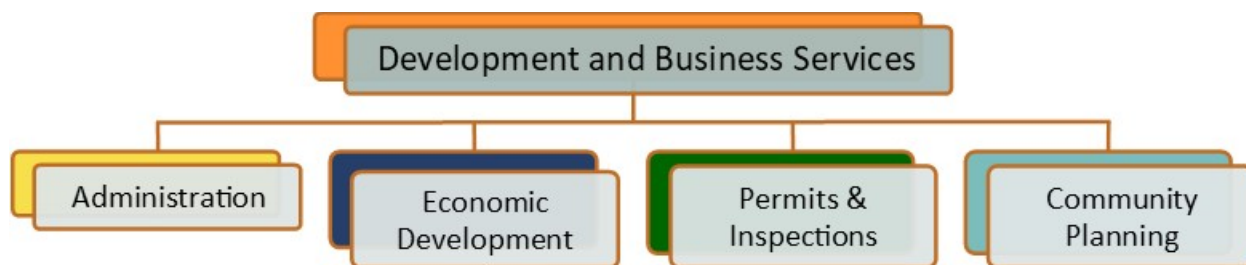 Development and Business Services
Administration
Economic
Development
Permits &
Inspections
Community
Planning